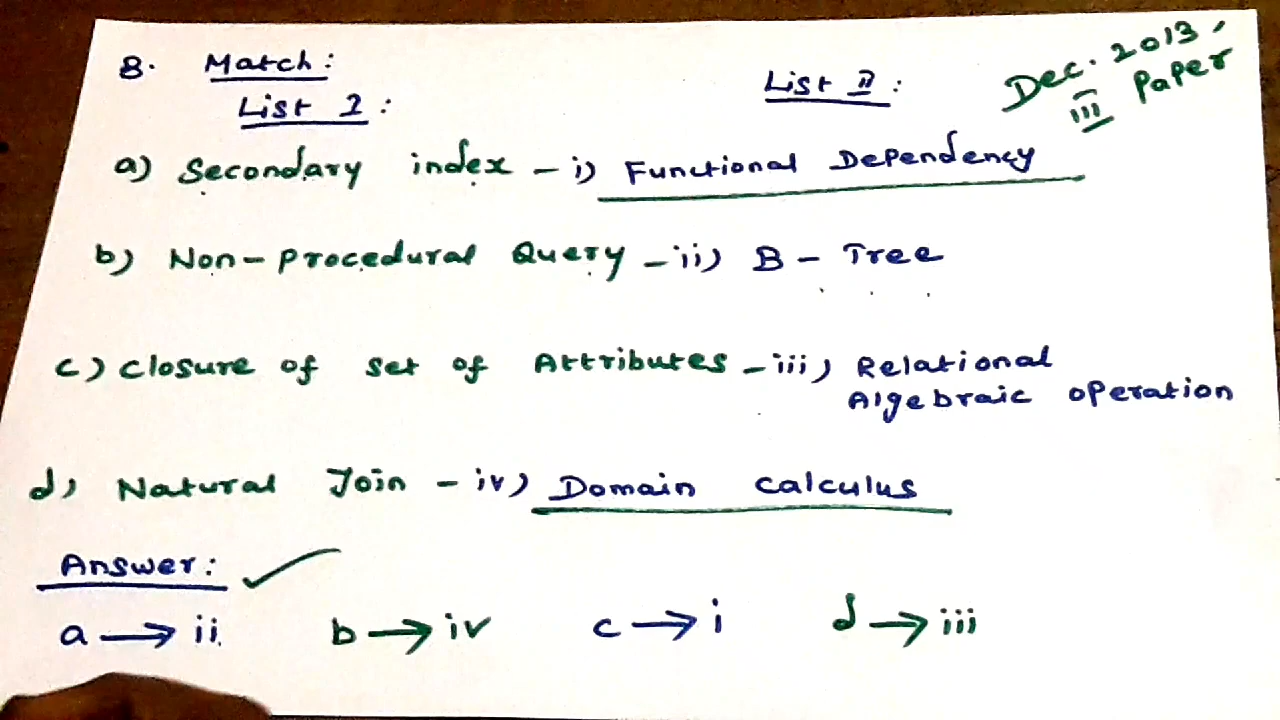 8. Match:
List I : List II :
Dec. 2013,
III Paper
a) Secondary index - i) Functional Dependency
b) Non-procedural Query - ii) B - Tree
c) closure of set of Attributes - iii) Relational
Algebraic operation
d) Natural Join - iv) Domain calculus
Answer: ✓
a → ii. b → iv c → i d → iii